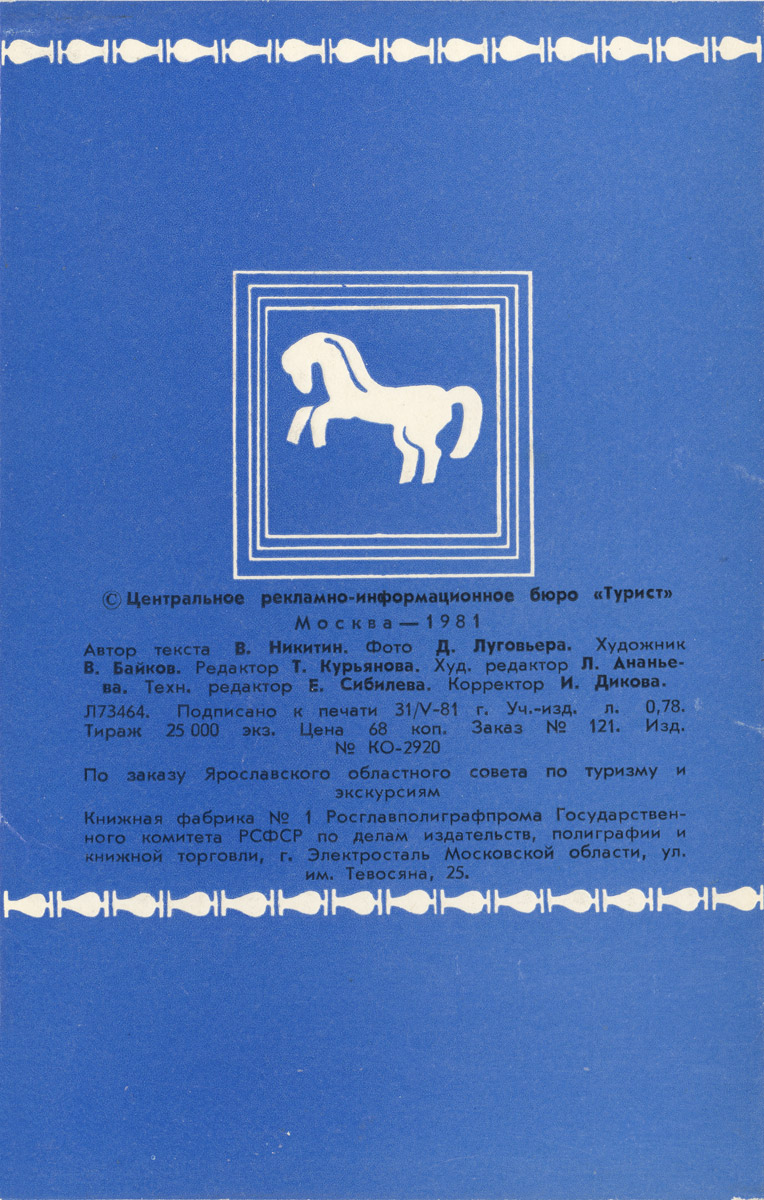 © Центральное рекламно-информационное бюро «Турист»
Москва — 1981
Автор текста В. Никитин. Фото Д. Луговьера. Художник
В. Байков. Редактор Т. Курьянова. Худ. редактор Л. Ананье-
ва. Техн. редактор Е. Сибилева. Корректор И. Дикова.
Л73464. Подписано к печати 31/V-81 г. Уч.-изд. л. 0,78.
Тираж 25 000 экз. Цена 68 коп. Заказ № 121. Изд.
№ КО-2920
По заказу Ярославского областного совета по туризму и
экскурсиям
Книжная фабрика № 1 Росглавполиграфпрома Государствен-
ного комитета РСФСР по делам издательств, полиграфии и
книжной торговли, г. Электросталь Московской области, ул.
им. Тевосяна, 25.